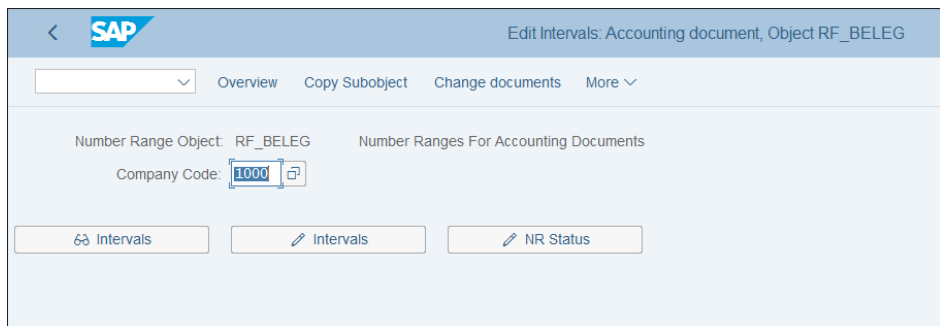 SAP
Edit Intervals: Accounting document, Object RF_BELEG
Overview Copy Subobject Change documents More
Number Range Object: RF_BELEG Number Ranges For Accounting Documents
Company Code: 1000
Intervals Intervals NR Status